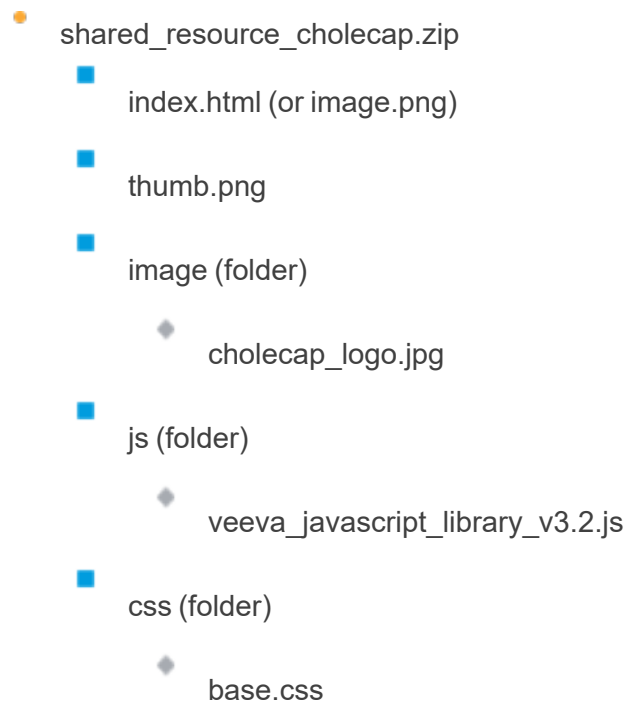 shared_resource_cholecap.zip
index.html (or image.png)
thumb.png
image (folder)
cholecap_logo.jpg
js (folder)
veeva_javascript_library_v3.2.js
css (folder)
base.css